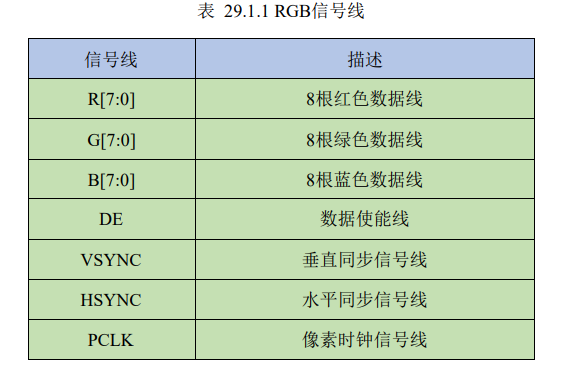 表 29.1.1 RGB信号线
信号线 描述
R[7:0] 8根红色数据线
G[7:0] 8根绿色数据线
B[7:0] 8根蓝色数据线
DE 数据使能线
VSYNC 垂直同步信号线
HSYNC 水平同步信号线
PCLK 像素时钟信号线